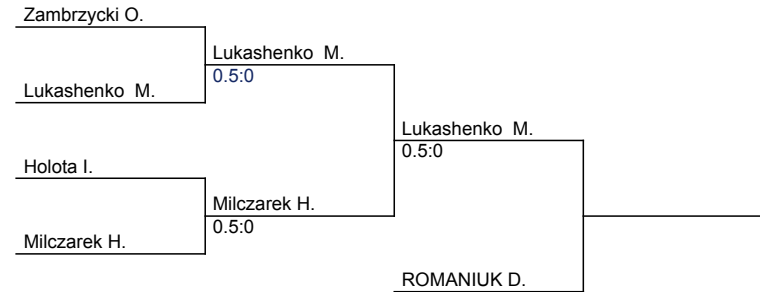 Zambrzycki O.
Lukashenko  M.
0.5:0
Lukashenko  M.
Lukashenko  M.
0.5:0
Holota I.
Milczarek H.
0.5:0
Milczarek H.
ROMANIUK D.